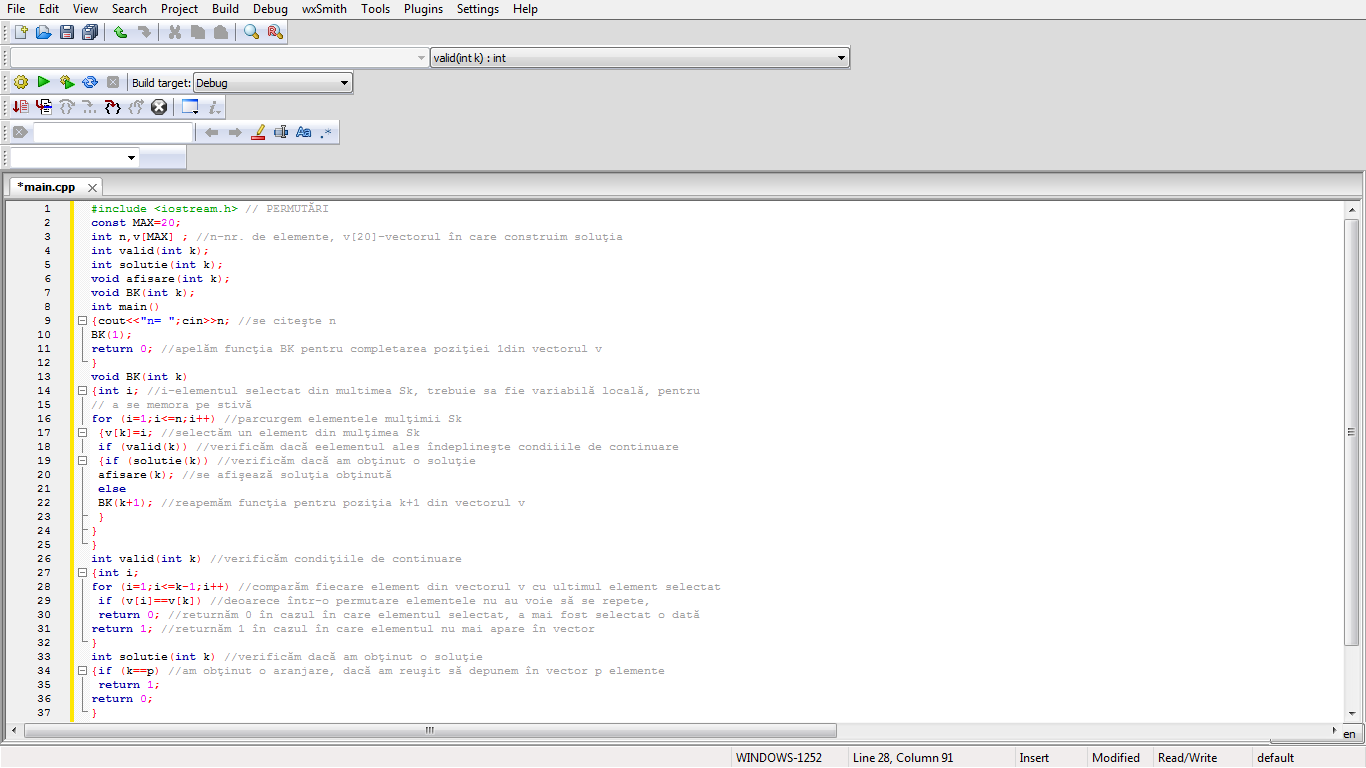 File Edit View Search Project Build Debug wxSmith Tools Plugins Settings Help
valid(int k) : int
Build target: Debug
*main.cpp
1 #include <iostream.h> // PERMUTĂRI
2 const MAX=20;
3 int n,v[MAX] ; //n-nr. de elemente, v[20]-vectorul în care construim soluţia
4 int valid(int k);
5 int solutie(int k);
6 void afisare(int k);
7 void BK(int k);
8 int main()
9 {cout<<"n= ";cin>>n; //se citeşte n
10 BK(1);
11 return 0; //apelăm funcţia BK pentru completarea poziţiei 1din vectorul v
12 }
13 void BK(int k)
14 {int i; //i-elementul selectat din multimea Sk, trebuie sa fie variabilă locală, pentru
15 // a se memora pe stivă
16 for (i=1;i<=n;i++) //parcurgem elementele mulţimii Sk
17 {v[k]=i; //selectăm un element din mulţimea Sk
18 if (valid(k)) //verificăm dacă eelementul ales îndeplineşte condiiile de continuare
19 {if (solutie(k)) //verificăm dacă am obţinut o soluţie
20 afisare(k); //se afişează soluţia obţinută
21 else
22 BK(k+1); //reapemăm funcţia pentru poziţia k+1 din vectorul v
23 }
24 }
25 }
26 int valid(int k) //verificăm condiţiile de continuare
27 {int i;
28 for (i=1;i<=k-1;i++) //comparăm fiecare element din vectorul v cu ultimul element selectat
29 if (v[i]==v[k]) //deoarece într-o permutare elementele nu au voie să se repete,
30 return 0; //returnăm 0 în cazul în care elementul selectat, a mai fost selectat o dată
31 return 1; //returnăm 1 în cazul în care elementul nu mai apare în vector
32 }
33 int solutie(int k) //verificăm dacă am obţinut o soluţie
34 {if (k==p) //am obţinut o aranjare, dacă am reuşit să depunem în vector p elemente
35 return 1;
36 return 0;
37 }
en
WINDOWS-1252 Line 28, Column 91 Insert Modified Read/Write default